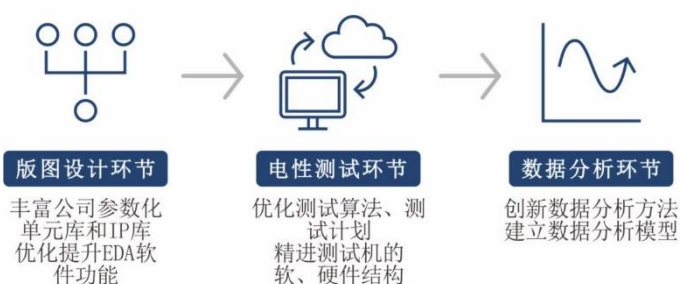 版图设计环节
丰富公司参数化
单元库和IP库
优化提升EDA软
件功能
电性测试环节
优化测试算法、测
试计划
精进测试机的
软、硬件结构
数据分析环节
创新数据分析方法
建立数据分析模型